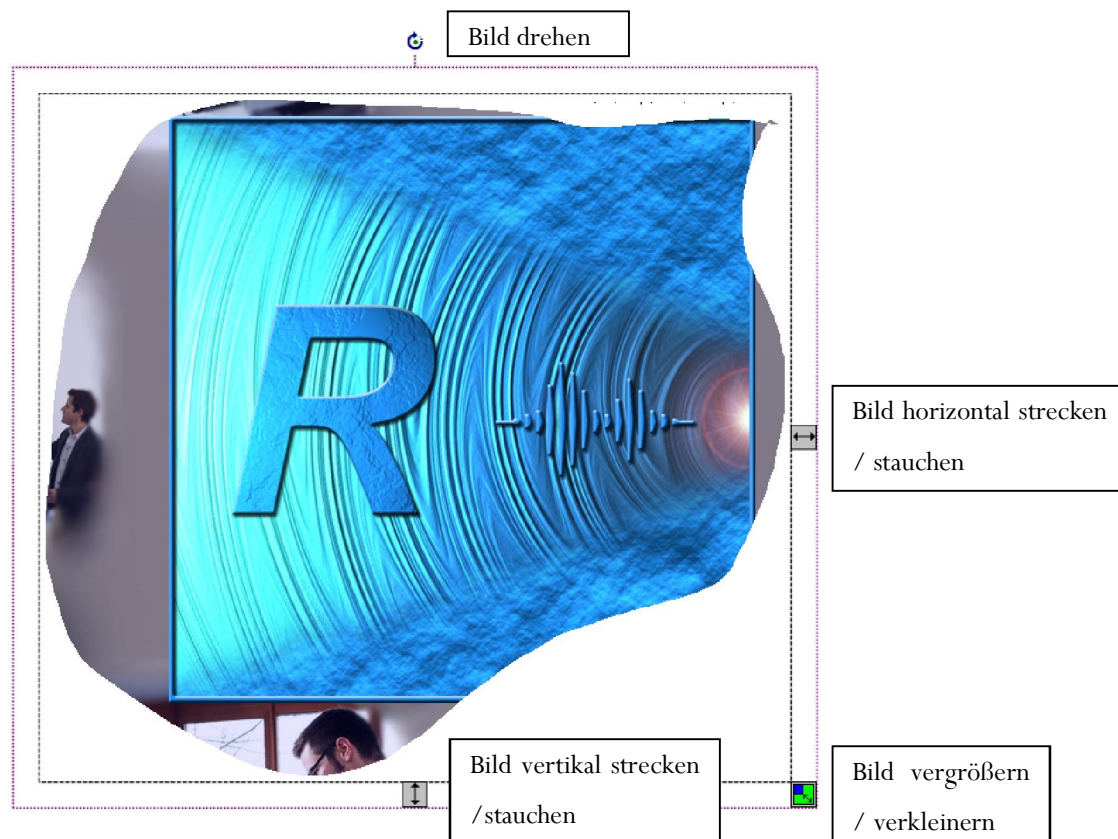 Bild drehen
R
Bild horizontal strecken
/ stauchen
Bild vertikal strecken
/stauchen
Bild vergrößern
/ verkleinern